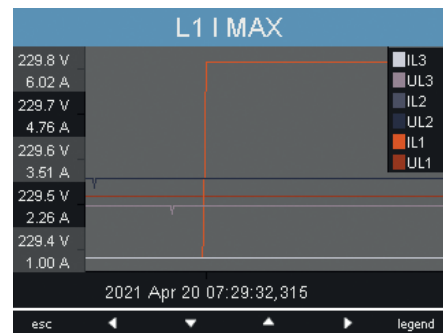 L1 I MAX
229.8 V
6.02 A
229.7 V
4.76 A
229.6 V
3.51 A
229.5 V
2.26 A
229.4 V
1.00 A
IL3
UL3
IL2
UL2
IL1
UL1
2021 Apr 20 07:29:32,315
esc
legend